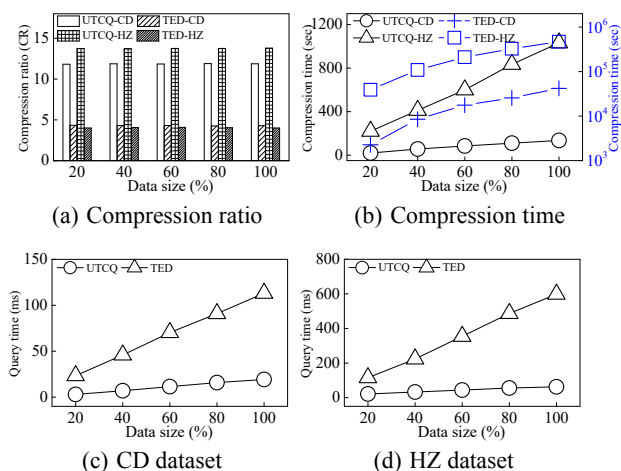 UTCQ-CD TED-CD
UTCQ-HZ TED-HZ
Compression ratio (CR)
15
10
5
0
20 40 60 80 100
Data size (%)
(a) Compression ratio
UTCQ-CD TED-CD
UTCQ-HZ TED-HZ
Compression time (sec)
1200
800
400
0
10^6
10^5
10^4
10^3
Compression time (sec)
20 40 60 80 100
Data size (%)
(b) Compression time
UTCQ TED
Query time (ms)
150
100
50
0
20 40 60 80 100
Data size (%)
(c) CD dataset
UTCQ TED
Query time (ms)
800
600
400
200
0
20 40 60 80 100
Data size (%)
(d) HZ dataset